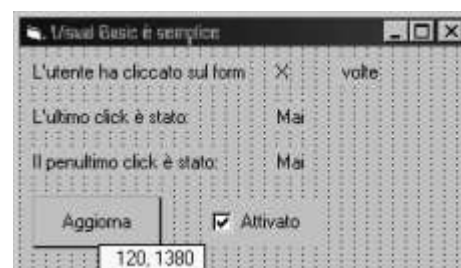 Visual Basic è semplice
L'utente ha cliccato sul form X volte
L'ultimo click è stato: Mai
Il penultimo click è stato: Mai
Aggiorna Attivato
120, 1380